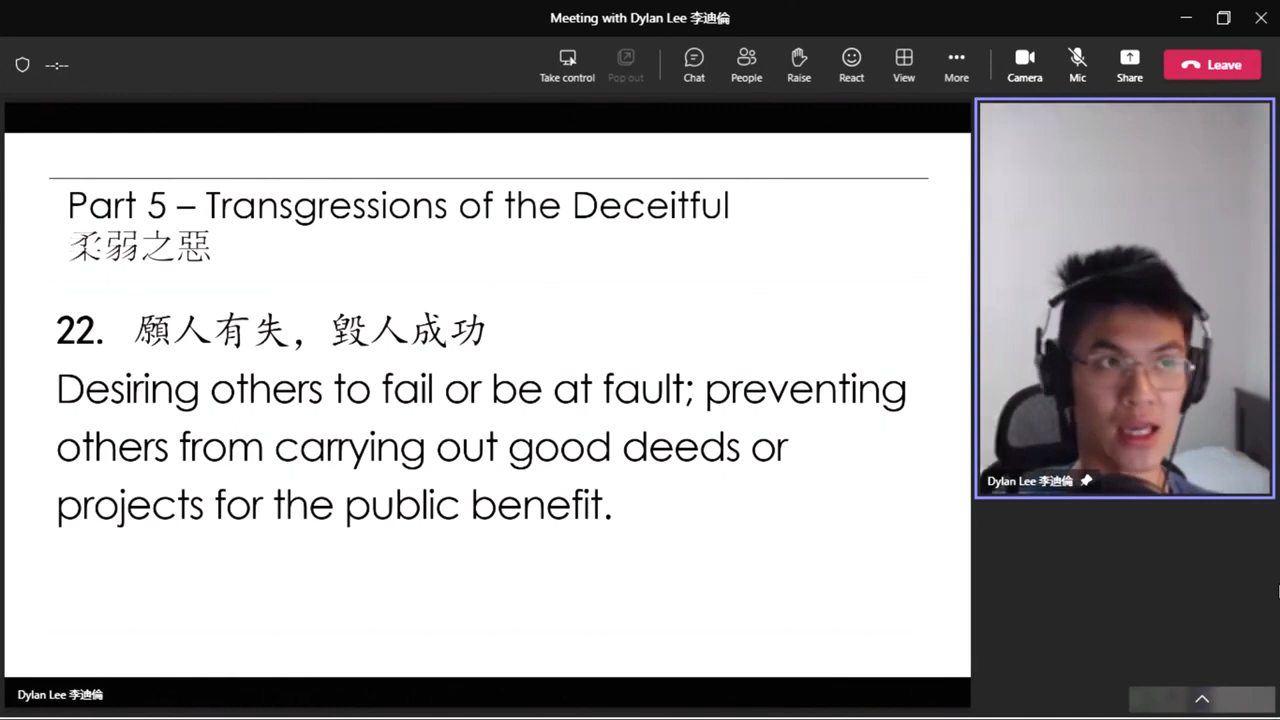 Meeting with Dylan Lee 李迪倫
--:--
Take control
Pop out
Chat
People
Raise
React
View
More
Camera
Mic
Share
Leave
Part 5 – Transgressions of the Deceitful
柔弱之惡
22. 願人有失，毀人成功
Desiring others to fail or be at fault; preventing
others from carrying out good deeds or
projects for the public benefit.
Dylan Lee 李迪倫
Dylan Lee 李迪倫